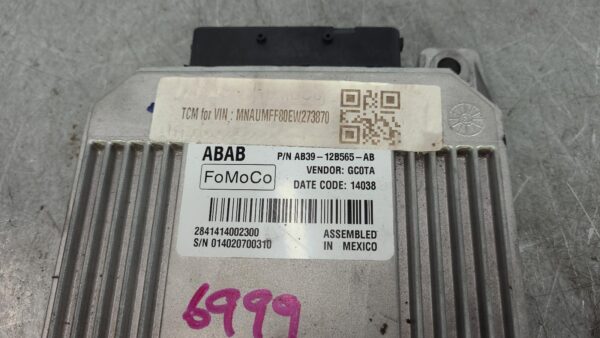 TCM for VIN : MNAUMFF80EW273870
ABAB
P/N AB39-12B565-AB
VENDOR: GC0TA
FoMoCo
DATE CODE: 14038
2841414002300
S/N 014020700310
ASSEMBLED
IN MEXICO
6999